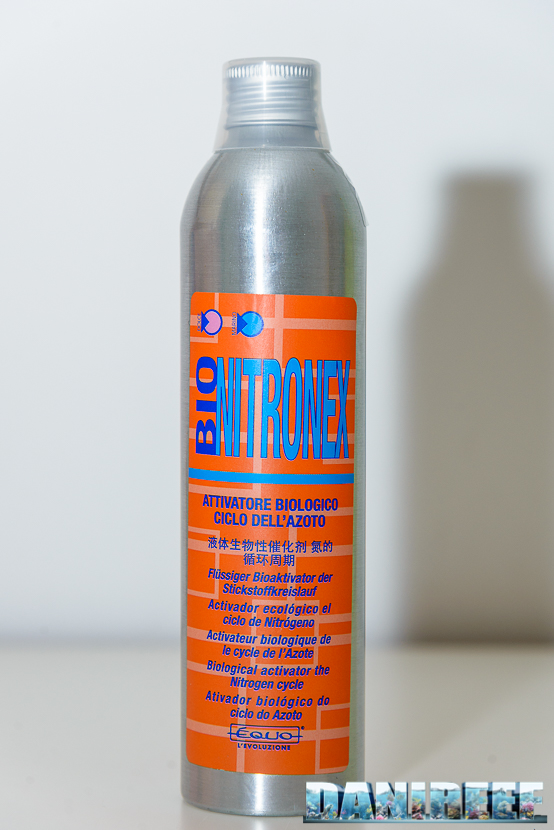 DOLCE
MARINO
BIO
NITRONEX
ATTIVATORE BIOLOGICO
CICLO DELL'AZOTO
液体生物性催化剂 氮的
循环周期
Flüssiger Bioaktivator der
Stickstoffkreislauf
Activador ecológico el
ciclo de Nitrógeno
Activateur biologique de
le cycle de l'Azote
Biological activator the
Nitrogen cycle
Ativador biológico do
ciclo do Azoto
EQUO®
L'EVOLUZIONE
DANIREEF